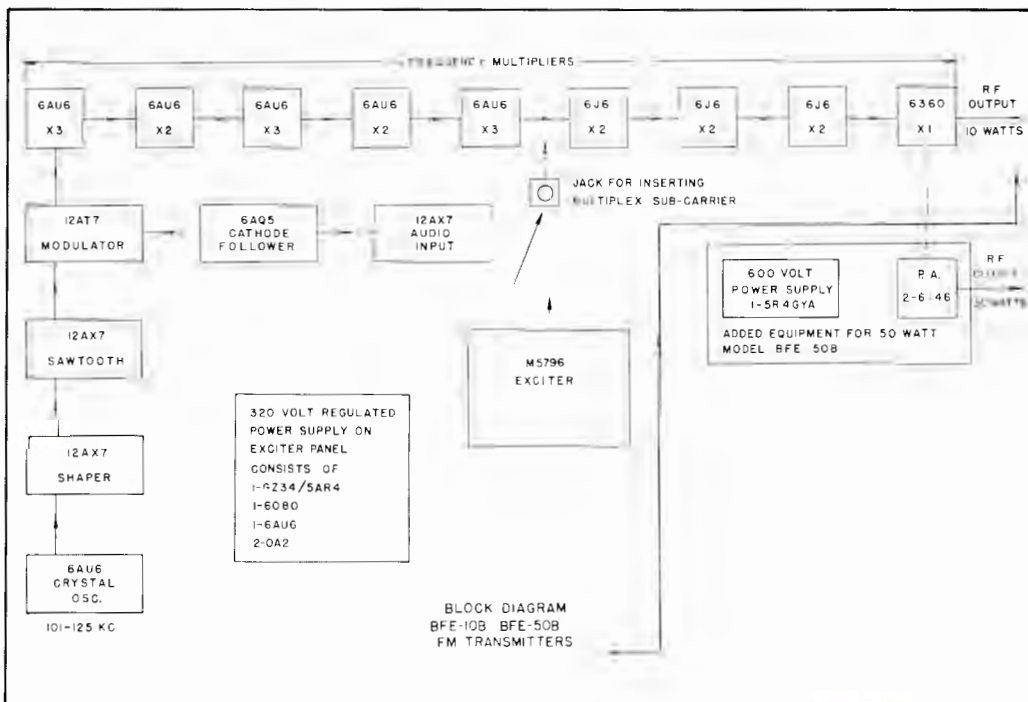 FREQUENCY MULTIPLIERS
6AU6
X3
6AU6
X2
6AU6
X3
6AU6
X2
6AU6
X3
6J6
X2
6J6
X2
6J6
X2
6360
X1
RF
OUTPUT
10 WATTS
JACK FOR INSERTING
MULTIPLEX SUB-CARRIER
12AT7
MODULATOR
6AQ5
CATHODE
FOLLOWER
12AX7
AUDIO
INPUT
600 VOLT
POWER SUPPLY
1-5R4GYA
P.A.
2-6146
RF
ADDED EQUIPMENT FOR 50 WATT
MODEL BFE 50B
12AX7
SAWTOOTH
M5796
EXCITER
320 VOLT REGULATED
POWER SUPPLY ON
EXCITER PANEL
CONSISTS OF
1-GZ34/5AR4
1-6080
1-6AU6
2-OA2
12AX7
SHAPER
6AU6
CRYSTAL
OSC.
101-125 KC
BLOCK DIAGRAM
BFE-10B BFE-50B
FM TRANSMITTERS